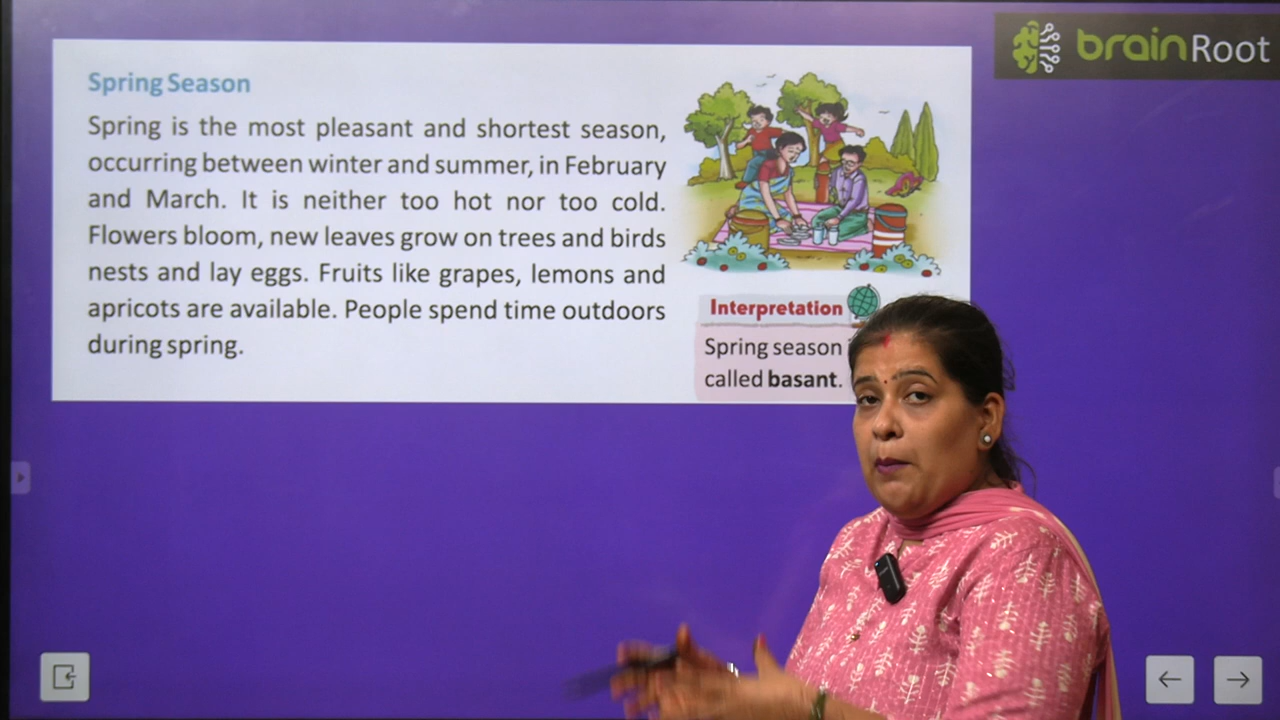 brainRoot
Spring Season
Spring is the most pleasant and shortest season,
occurring between winter and summer, in February
and March. It is neither too hot nor too cold.
Flowers bloom, new leaves grow on trees and birds
nests and lay eggs. Fruits like grapes, lemons and
apricots are available. People spend time outdoors
during spring.
Interpretation
Spring season
called basant.